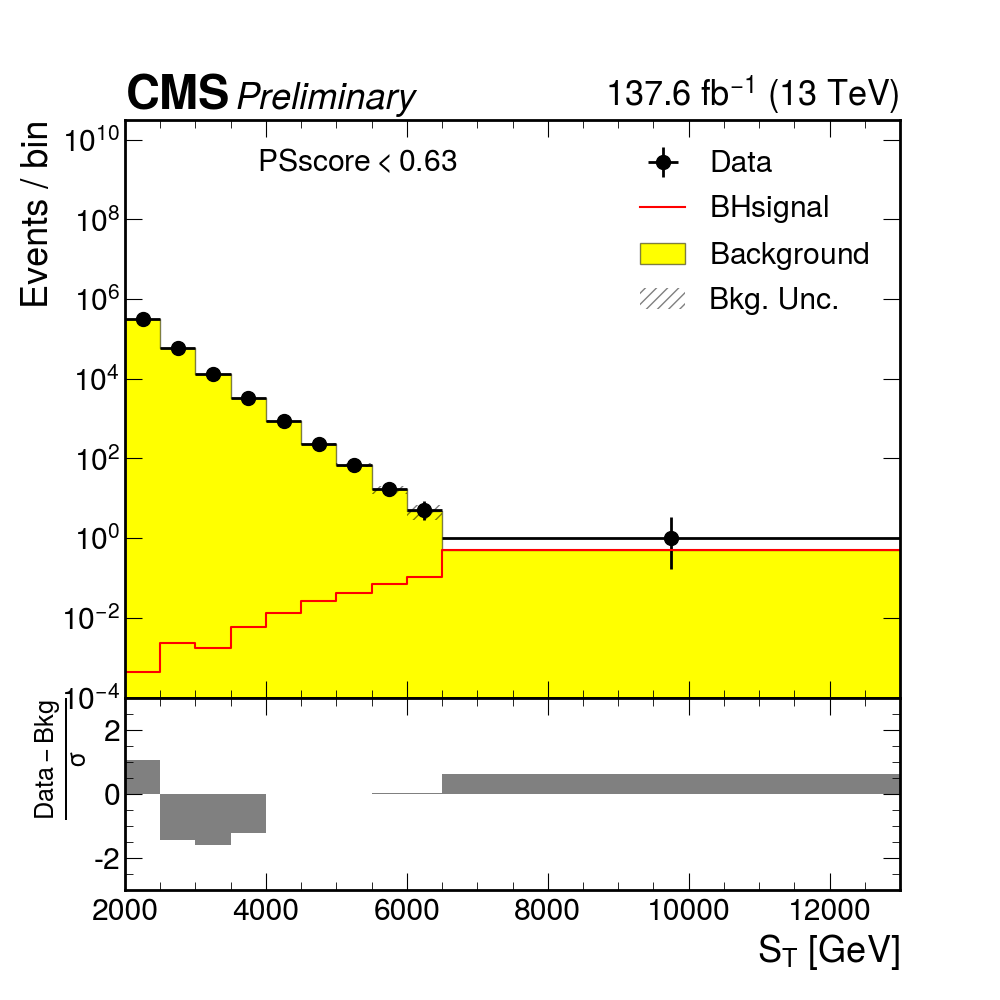 CMS Preliminary 137.6 fb⁻¹ (13 TeV)
Events / bin
10¹⁰
10⁸
10⁶
10⁴
10²
10⁰
10⁻²
10⁻⁴
PSscore < 0.63
Data
BHsignal
Background
Bkg. Unc.
Data − Bkg
σ
2
0
-2
2000 4000 6000 8000 10000 12000
S_T [GeV]